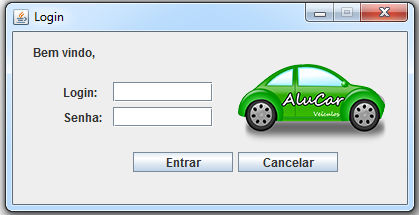 Login
Bem vindo,
Login:
Senha:
AluCar
Veículos
Entrar
Cancelar